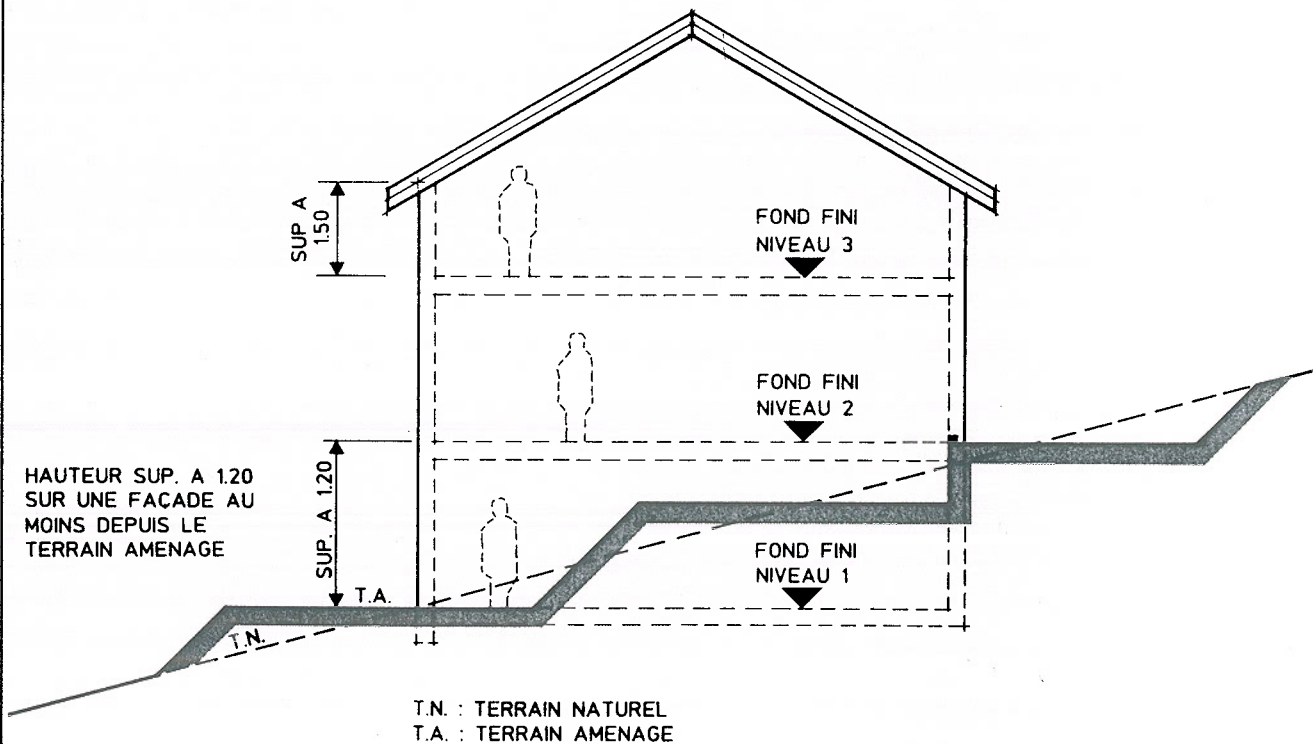 SUP A
1.50
FOND FINI
NIVEAU 3
FOND FINI
NIVEAU 2
HAUTEUR SUP. A 1.20
SUR UNE FAÇADE AU
MOINS DEPUIS LE
TERRAIN AMENAGE
SUP. A 1.20
FOND FINI
NIVEAU 1
T.A.
T.N.
T.N. : TERRAIN NATUREL
T.A. : TERRAIN AMENAGE